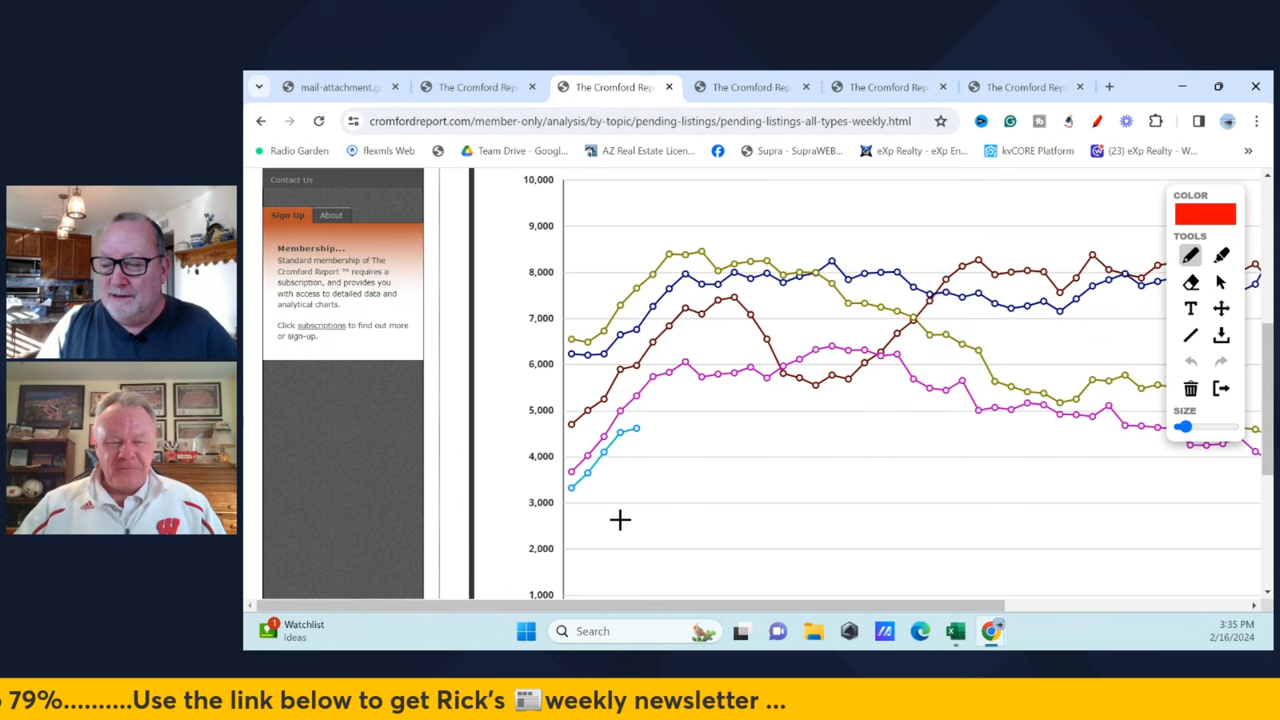 mail-attachment.g
The Cromford Rep
The Cromford Rep
The Cromford Rep
The Cromford Rep
The Cromford Rep
cromfordreport.com/member-only/analysis/by-topic/pending-listings/pending-listings-all-types-weekly.html
Radio Garden
flexmls Web
Team Drive - Googl...
AZ Real Estate Licen...
Supra - SupraWEB...
eXp Realty - eXp En...
kvCORE Platform
(23) eXp Realty - W...
»
Contact Us
Sign Up
About
Membership...
Standard membership of The
Cromford Report ™ requires a
subscription, and provides you
with access to detailed data and
analytical charts.
Click subscriptions to find out more
or sign-up.
10,000
9,000
8,000
7,000
6,000
5,000
4,000
3,000
2,000
1,000
COLOR
TOOLS
T
SIZE
1
Watchlist
Ideas
Search
3:35 PM
2/16/2024
79%..........Use the link below to get Rick's 📰weekly newsletter ...